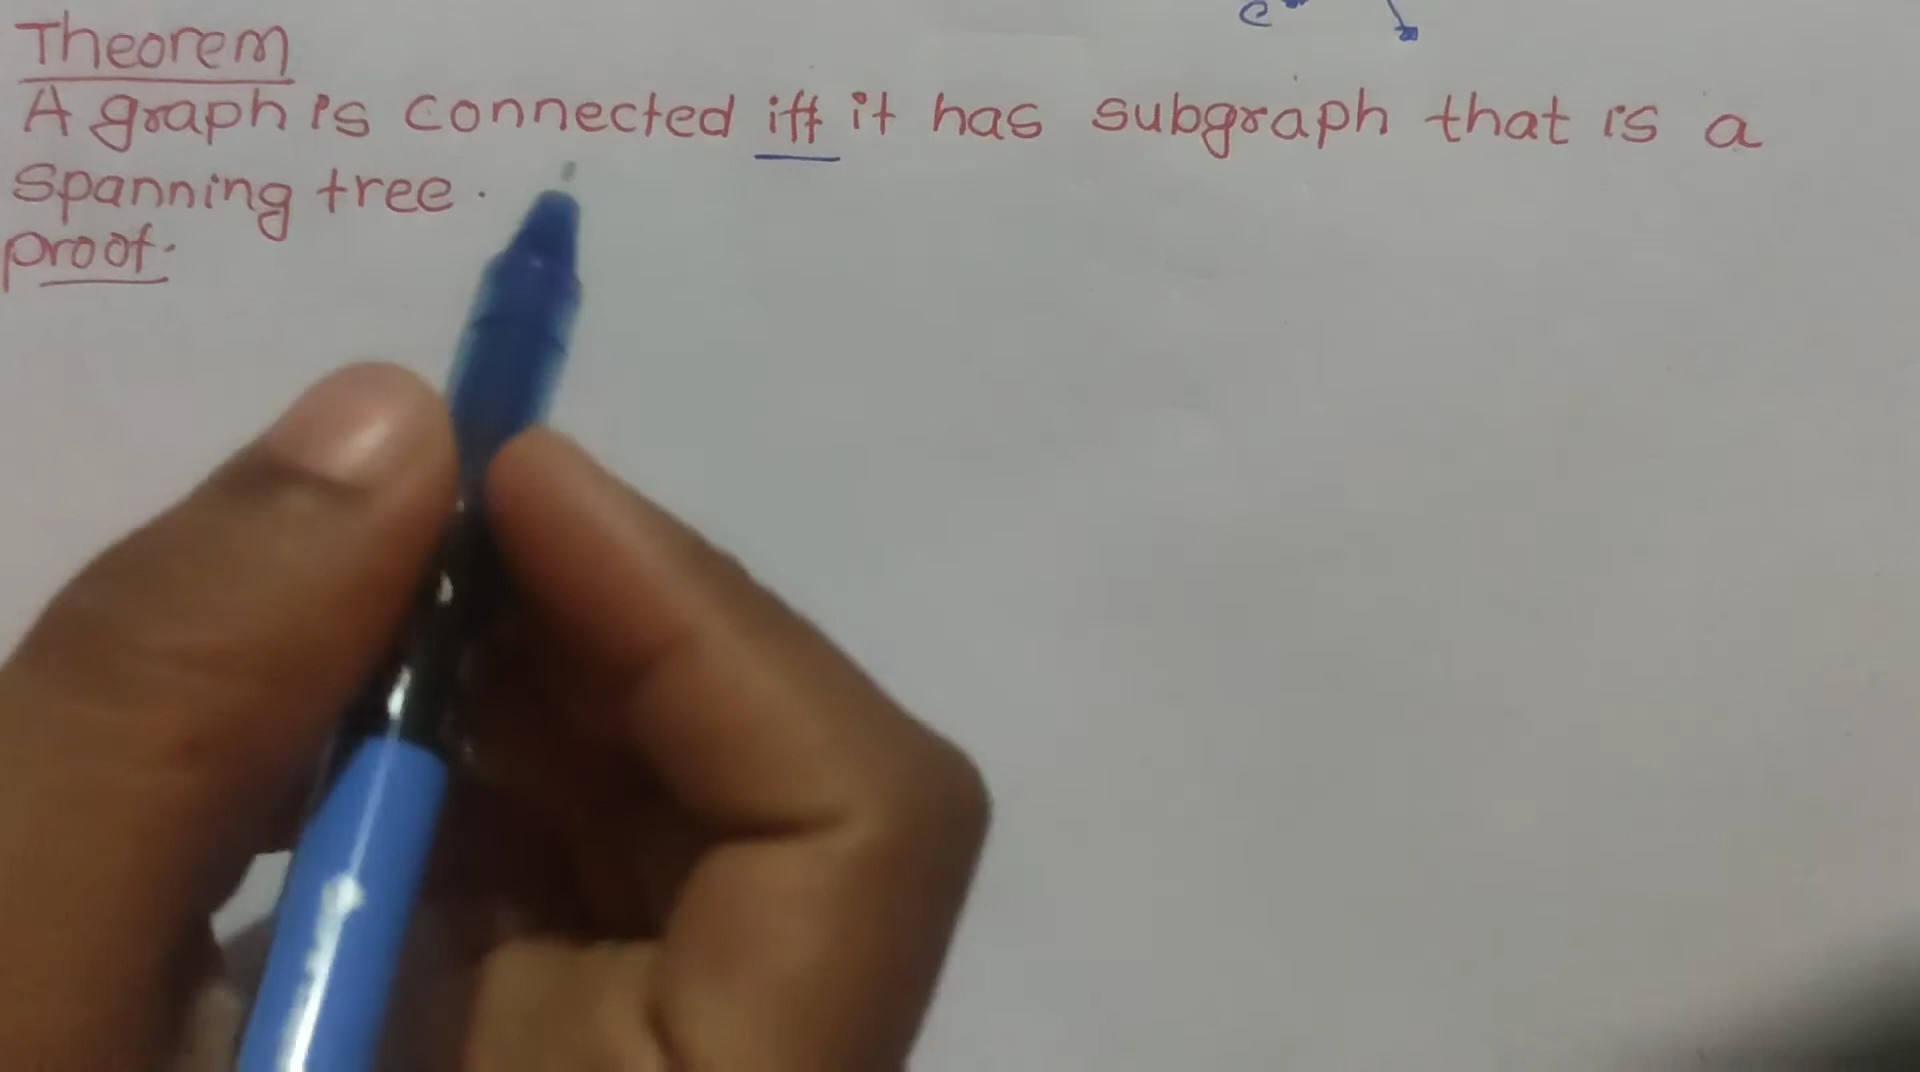 e
Theorem
A graph is connected iff it has subgraph that is a
spanning tree.
proof.